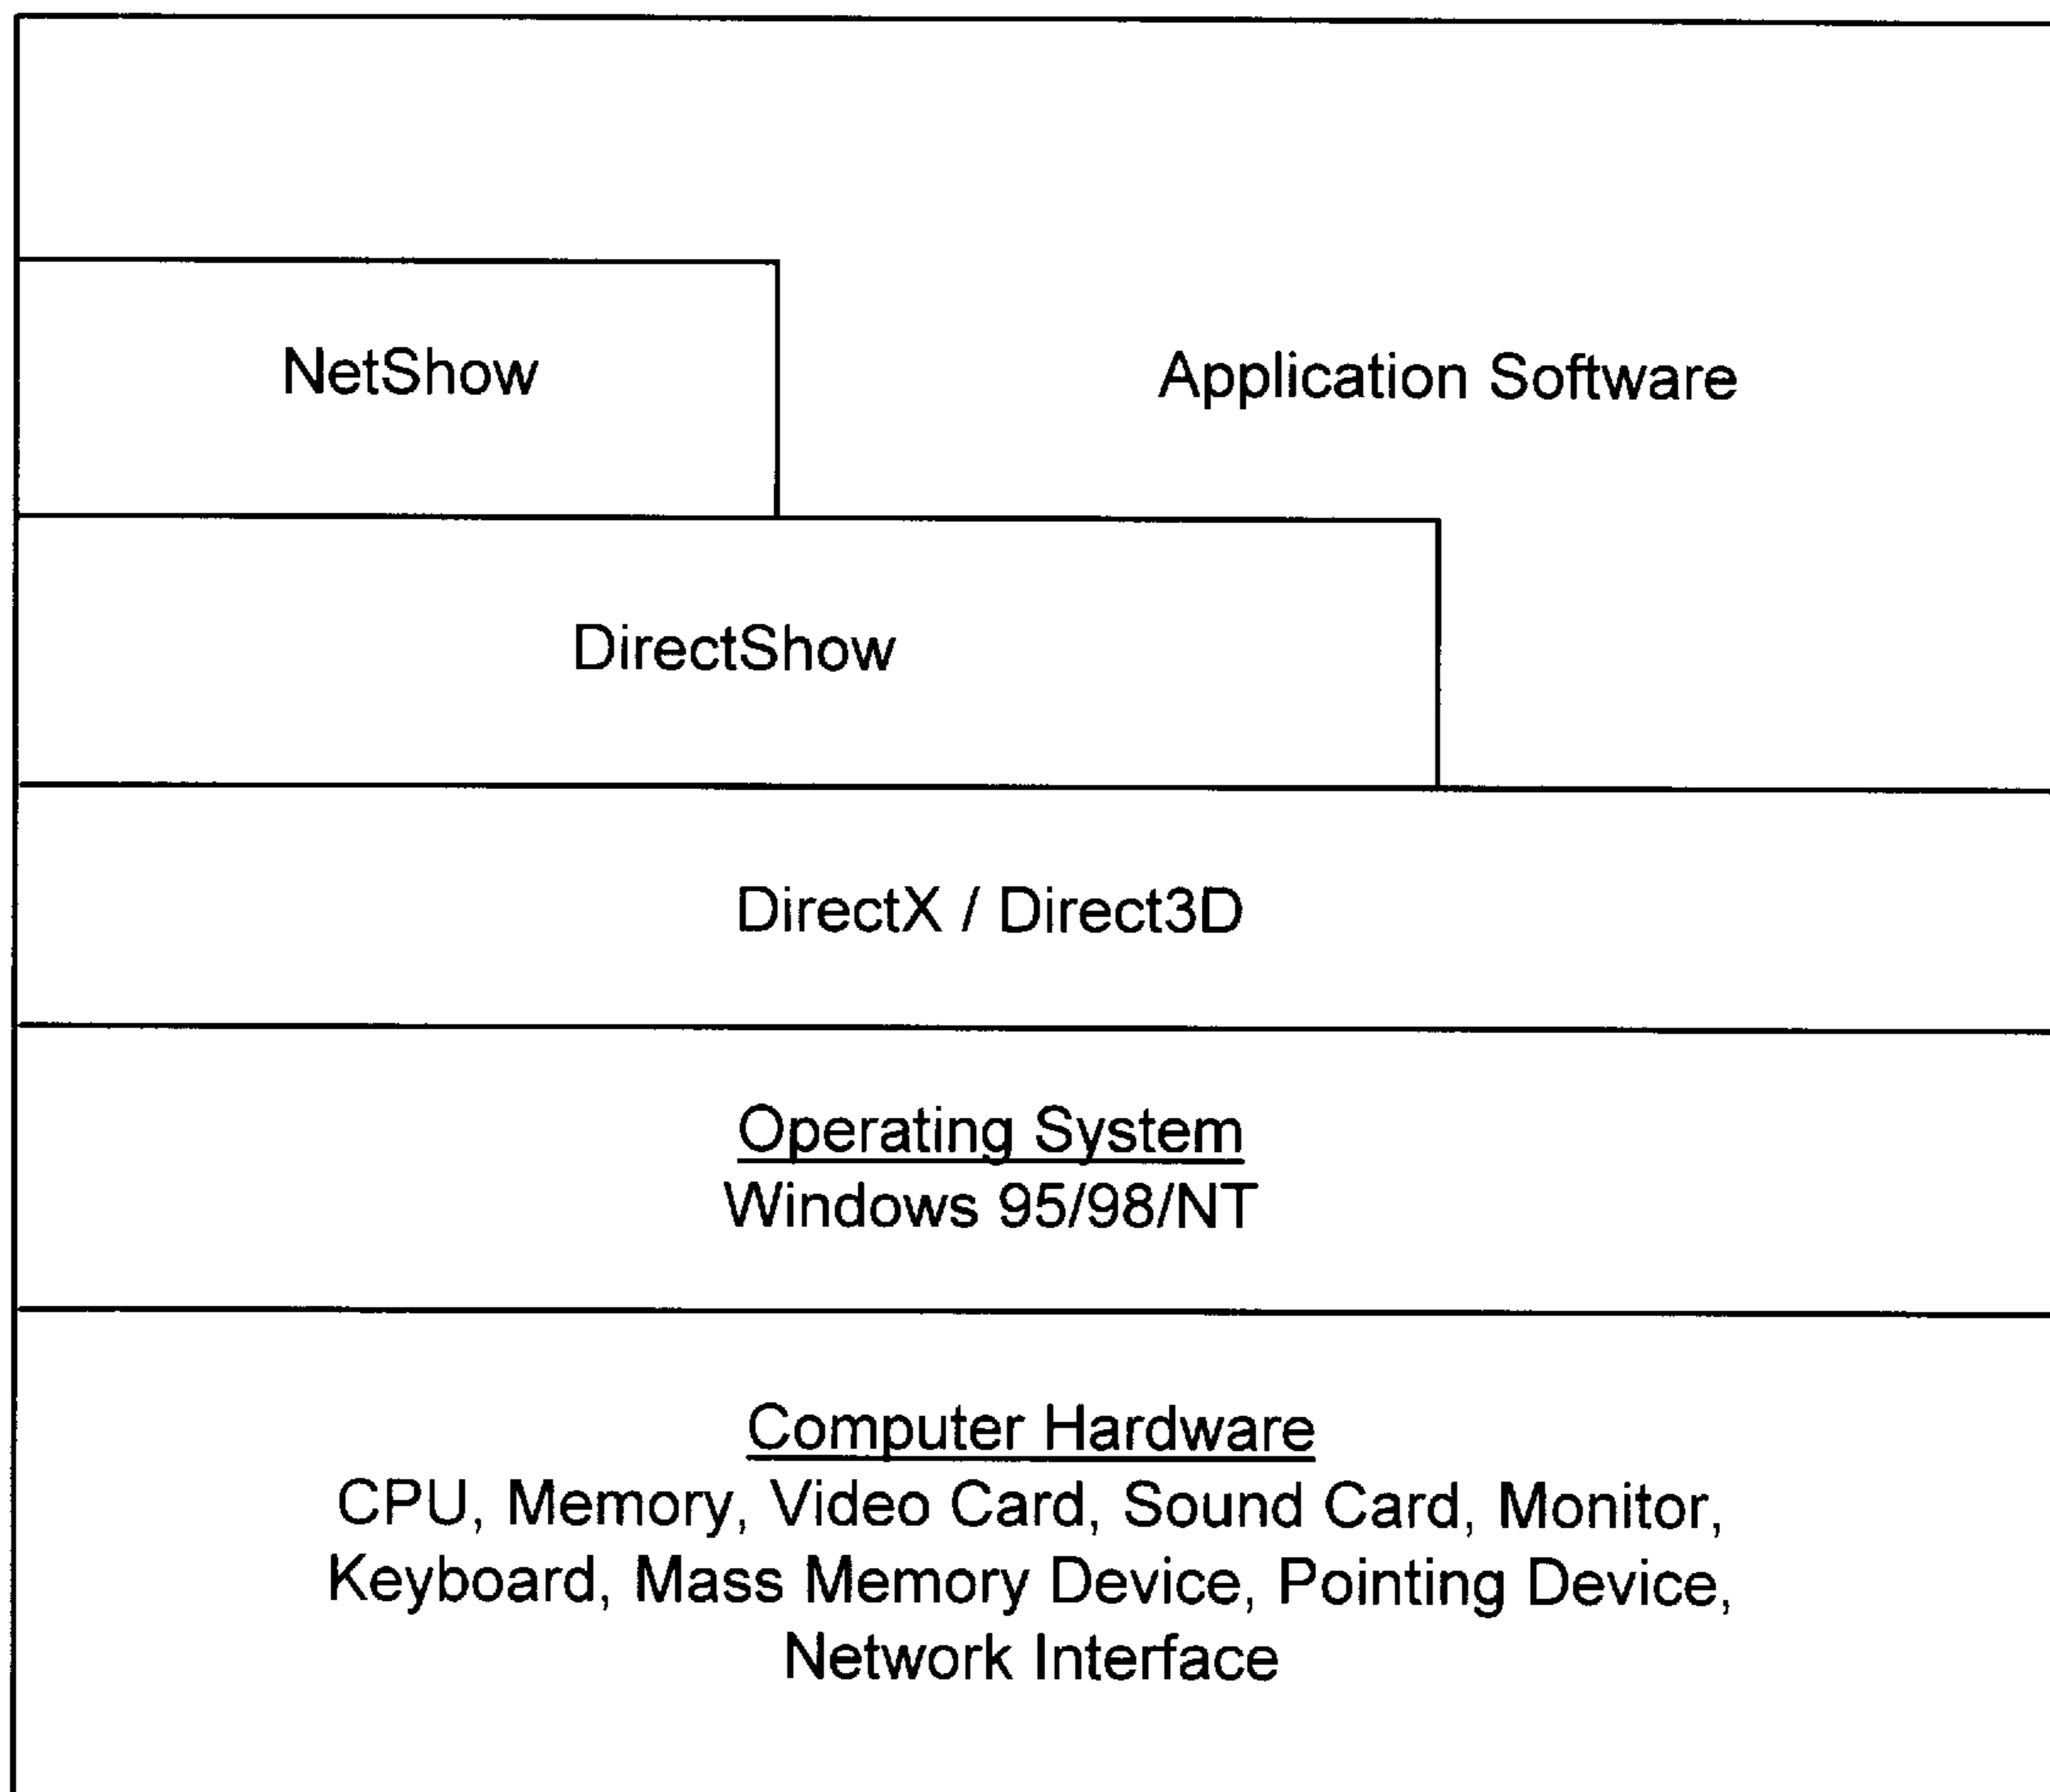 NetShow
Application Software
DirectShow
DirectX / Direct3D
Operating System
Windows 95/98/NT
Computer Hardware
CPU, Memory, Video Card, Sound Card, Monitor,
Keyboard, Mass Memory Device, Pointing Device,
Network Interface